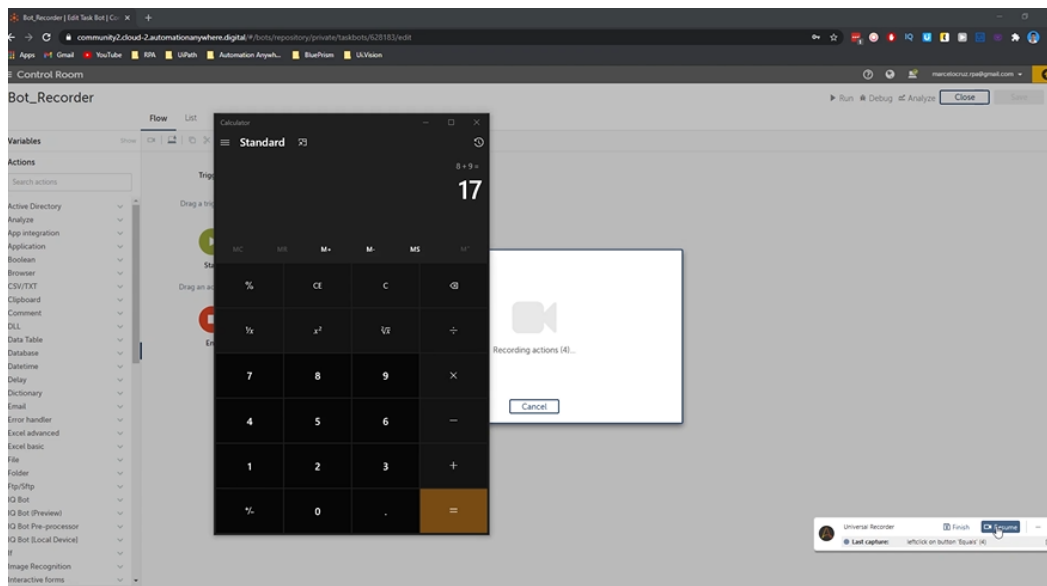 Bot_Recorder | Edit Task Bot | Co
community2.cloud-2.automationanywhere.digital/#/bots/repository/private/taskbots/628183/edit
Apps Gmail YouTube RPA UiPath Automation Anywh... BluePrism Ui.Vision
Control Room
marcelocruz.rpa@gmail.com
Bot_Recorder
Run Debug Analyze Close Save
Flow List
Variables Show
Actions
Search actions
Active Directory
Analyze
App integration
Application
Boolean
Browser
CSV/TXT
Clipboard
Comment
DLL
Data Table
Database
Datetime
Delay
Dictionary
Email
Error handler
Excel advanced
Excel basic
File
Folder
Ftp/Sftp
IQ Bot
IQ Bot (Preview)
IQ Bot Pre-processor
IQ Bot [Local Device]
If
Image Recognition
Interactive forms
Calculator
Standard
8 + 9 =
17
MC MR M+ M- MS M
% CE C
1/x x² ²√x ÷
7 8 9 ×
4 5 6 −
1 2 3 +
+/- 0 . =
Recording actions (4)...
Cancel
Universal Recorder Finish Resume
Last capture: leftclick on button 'Equals' (4)